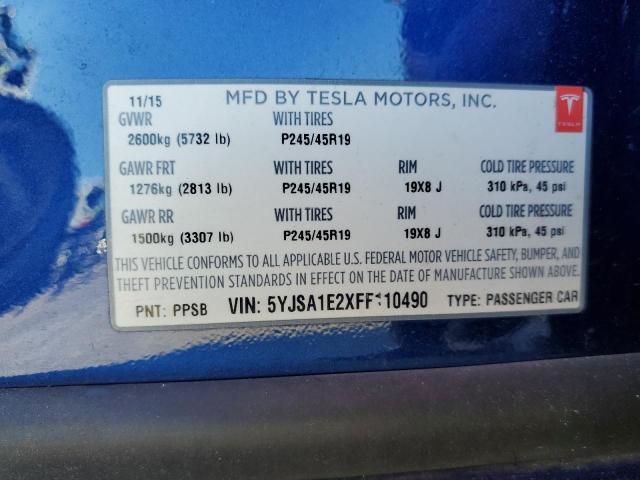 11/15 MFD BY TESLA MOTORS, INC.
TESLA
GVWR WITH TIRES
2600kg (5732 lb) P245/45R19
GAWR FRT WITH TIRES RIM COLD TIRE PRESSURE
1276kg (2813 lb) P245/45R19 19X8 J 310 kPa, 45 psi
GAWR RR WITH TIRES RIM COLD TIRE PRESSURE
1500kg (3307 lb) P245/45R19 19X8 J 310 kPa, 45 psi
THIS VEHICLE CONFORMS TO ALL APPLICABLE U.S. FEDERAL MOTOR VEHICLE SAFETY, BUMPER, AND
THEFT PREVENTION STANDARDS IN EFFECT ON THE DATE OF MANUFACTURE SHOWN ABOVE.
PNT: PPSB VIN: 5YJSA1E2XFF110490 TYPE: PASSENGER CAR